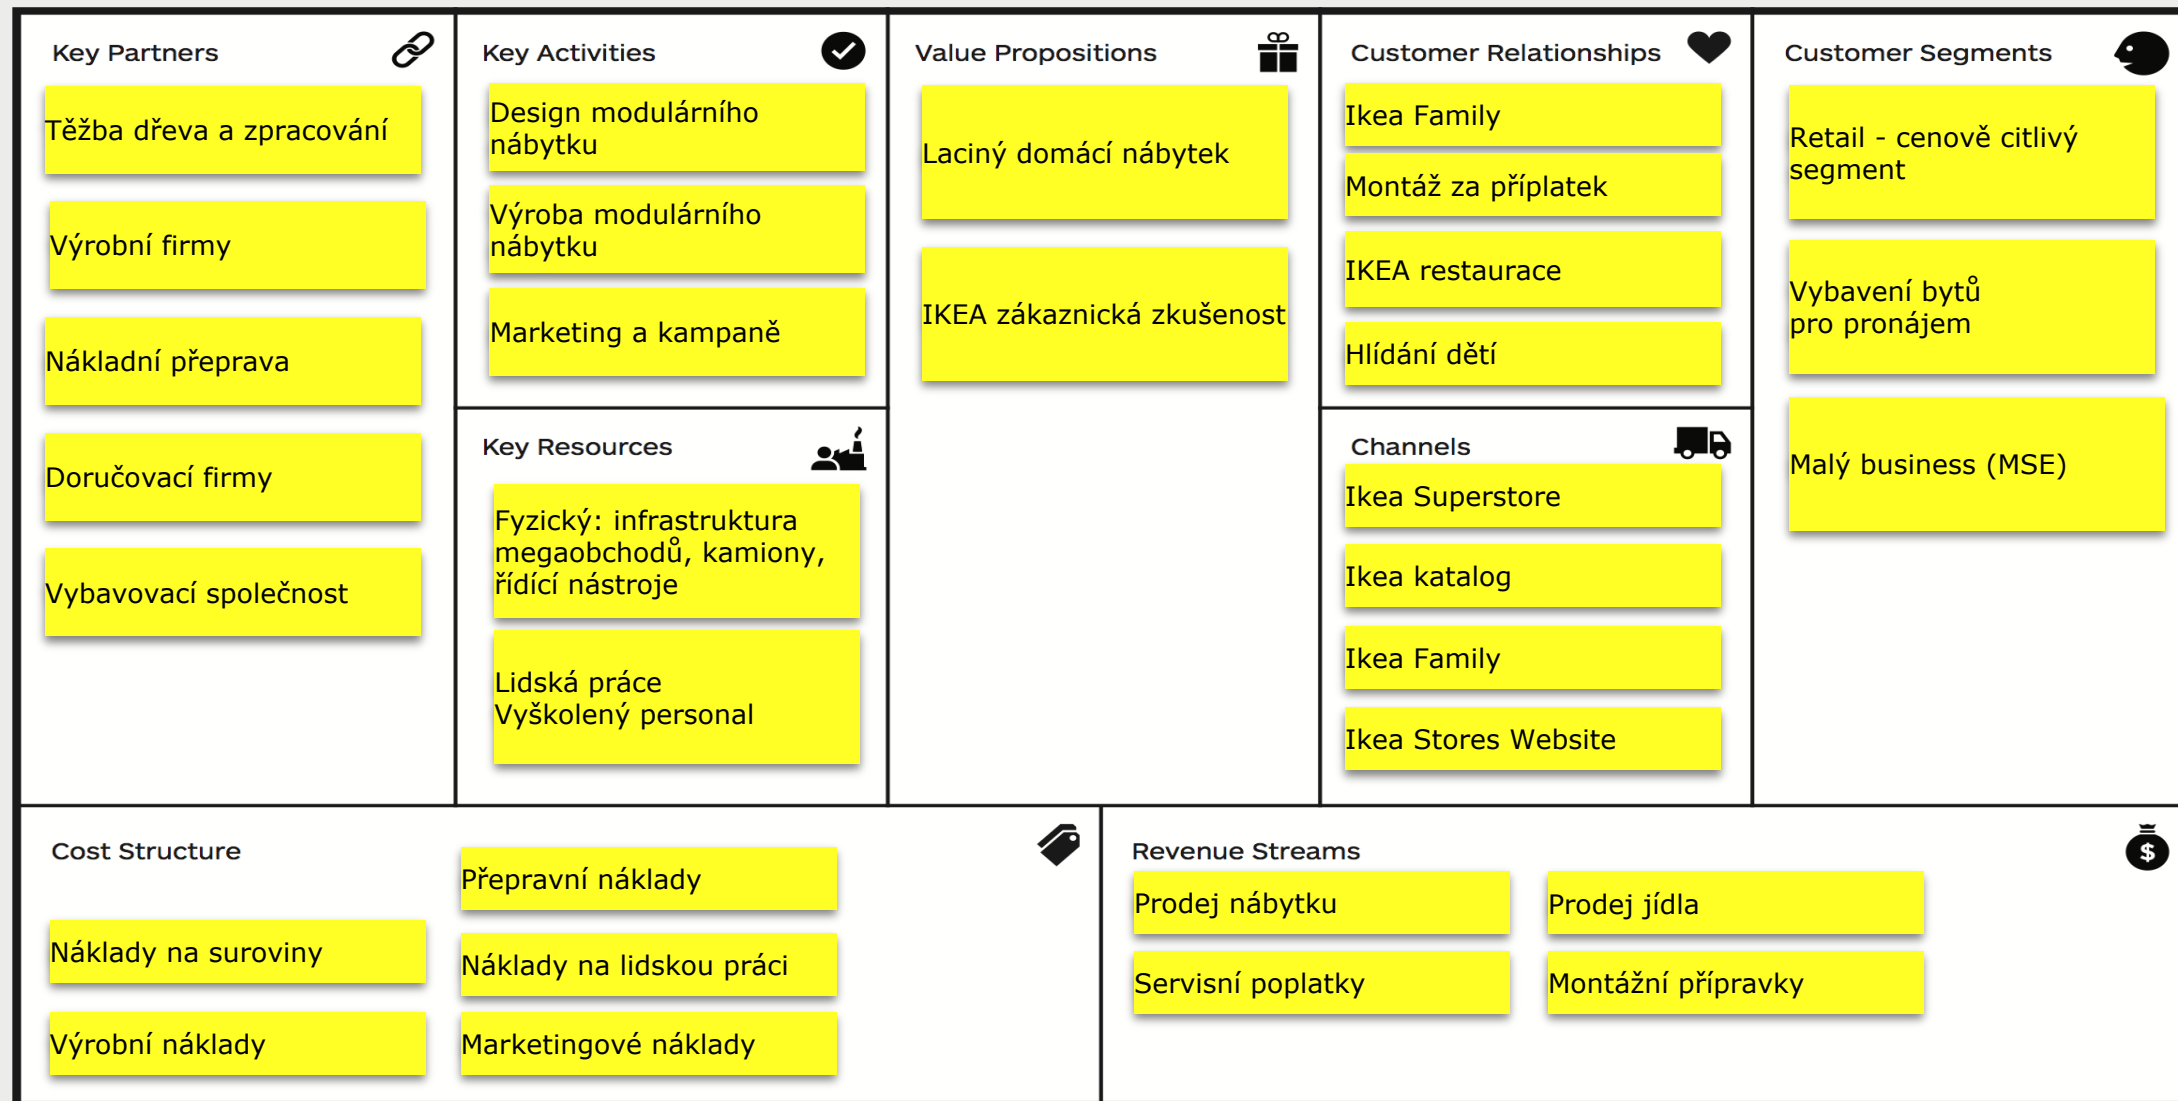 Key Partners
Těžba dřeva a zpracování
Výrobní firmy
Nákladní přeprava
Doručovací firmy
Vybavovací společnost
Key Activities
Design modulárního
nábytku
Výroba modulárního
nábytku
Marketing a kampaně
Key Resources
Fyzický: infrastruktura
megaobchodů, kamiony,
řídící nástroje
Lidská práce
Vyškolený personal
Value Propositions
Laciný domácí nábytek
IKEA zákaznická zkušenost
Customer Relationships
Ikea Family
Montáž za příplatek
IKEA restaurace
Hlídání dětí
Channels
Ikea Superstore
Ikea katalog
Ikea Family
Ikea Stores Website
Customer Segments
Retail - cenově citlivý
segment
Vybavení bytů
pro pronájem
Malý business (MSE)
Cost Structure
Náklady na suroviny
Výrobní náklady
Přepravní náklady
Náklady na lidskou práci
Marketingové náklady
Revenue Streams
$
Prodej nábytku
Servisní poplatky
Prodej jídla
Montážní přípravky